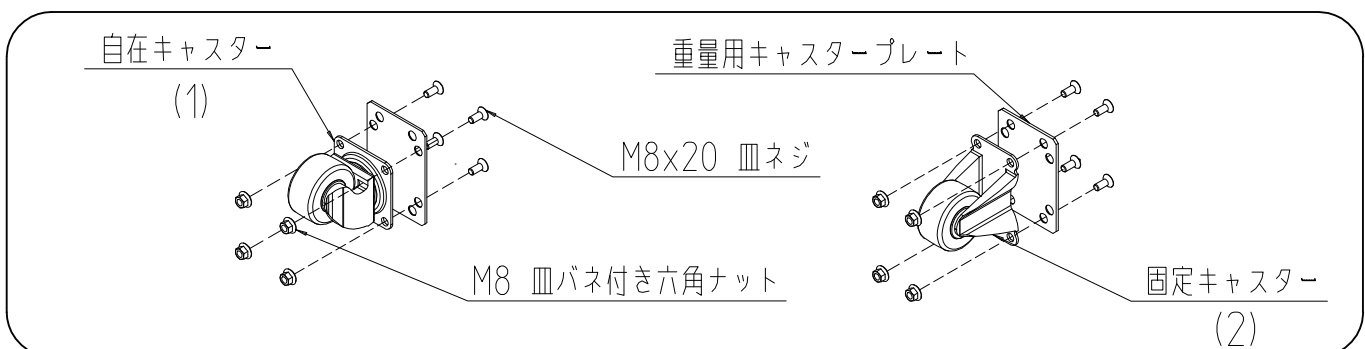 自在キャスター
(1)
重量用キャスタープレート
M8x20 皿ネジ
M8 皿バネ付き六角ナット
固定キャスター
(2)